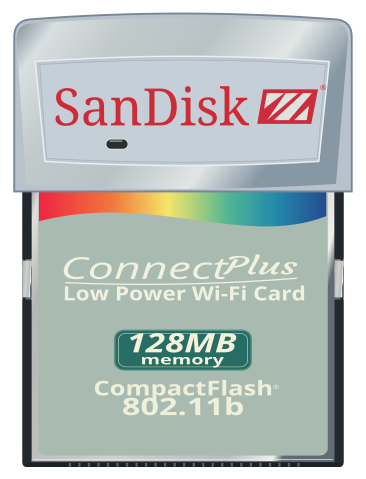 SanDisk ®
ConnectPlus
Low Power Wi-Fi Card
128MB
memory
CompactFlash®
802.11b